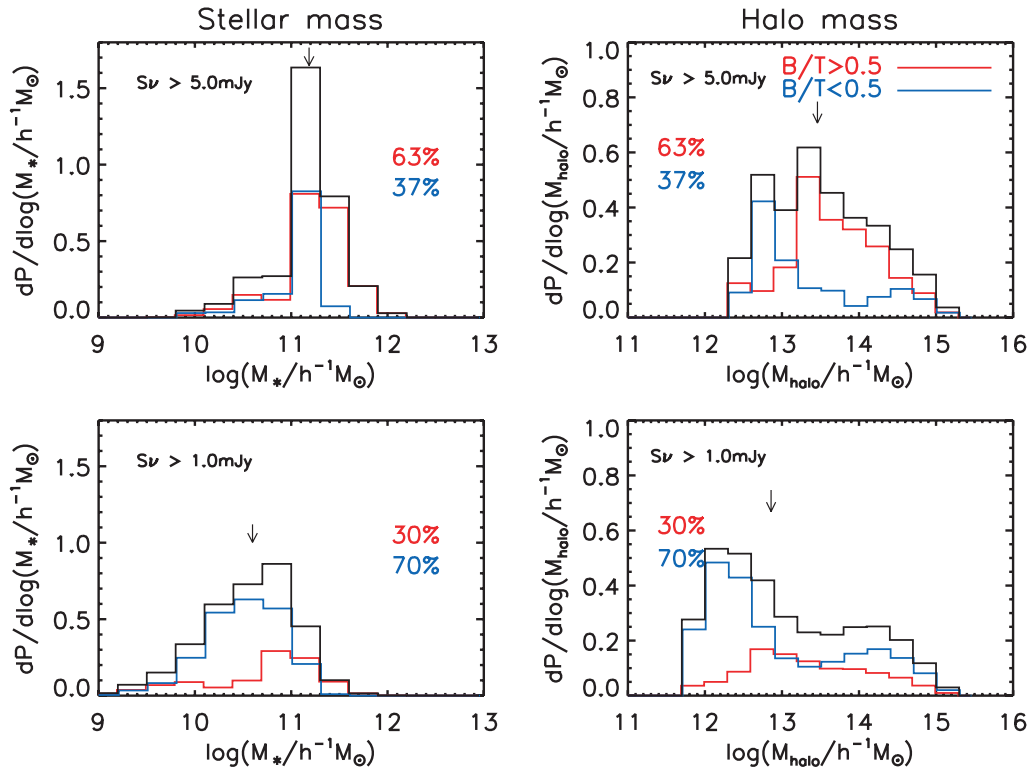 Stellar mass
Halo mass
dP/dlog(M*/h⁻¹M☉)
1.5
1.0
0.5
0.0
Sν > 5.0mJy
63%
37%
9 10 11 12 13
log(M*/h⁻¹M☉)
dP/dlog(Mhalo/h⁻¹M☉)
1.0
0.8
0.6
0.4
0.2
0.0
Sν > 5.0mJy
B/T>0.5
B/T<0.5
63%
37%
11 12 13 14 15 16
log(Mhalo/h⁻¹M☉)
dP/dlog(M*/h⁻¹M☉)
1.5
1.0
0.5
0.0
Sν > 1.0mJy
30%
70%
9 10 11 12 13
log(M*/h⁻¹M☉)
dP/dlog(Mhalo/h⁻¹M☉)
1.0
0.8
0.6
0.4
0.2
0.0
Sν > 1.0mJy
30%
70%
11 12 13 14 15 16
log(Mhalo/h⁻¹M☉)